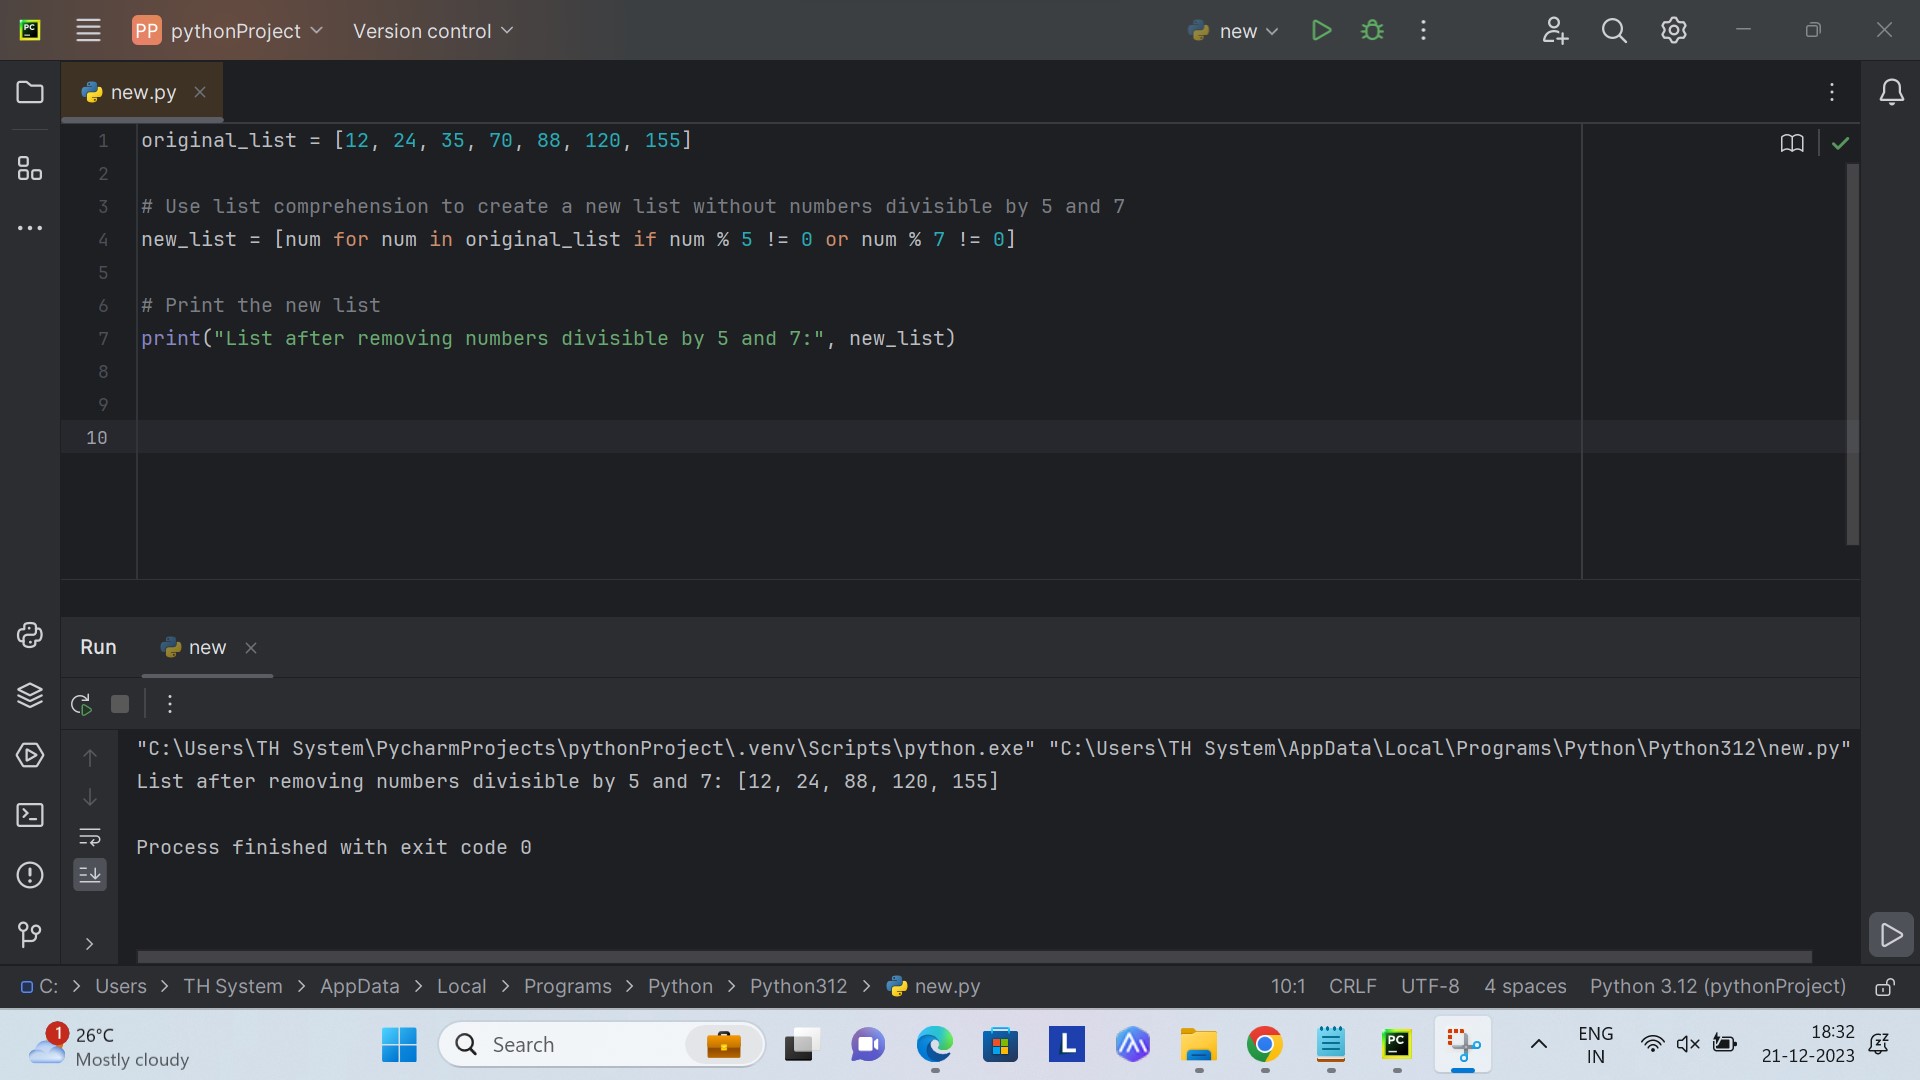 PC PP pythonProject Version control new
new.py
1 original_list = [12, 24, 35, 70, 88, 120, 155]
2
3 # Use list comprehension to create a new list without numbers divisible by 5 and 7
4 new_list = [num for num in original_list if num % 5 != 0 or num % 7 != 0]
5
6 # Print the new list
7 print("List after removing numbers divisible by 5 and 7:", new_list)
8
9
10
Run new
"C:\Users\TH System\PycharmProjects\pythonProject\.venv\Scripts\python.exe" "C:\Users\TH System\AppData\Local\Programs\Python\Python312\new.py"
List after removing numbers divisible by 5 and 7: [12, 24, 88, 120, 155]
Process finished with exit code 0
C: > Users > TH System > AppData > Local > Programs > Python > Python312 > new.py 10:1 CRLF UTF-8 4 spaces Python 3.12 (pythonProject)
1 26°C
Mostly cloudy
Search
L
PC
ENG
IN
18:32
21-12-2023